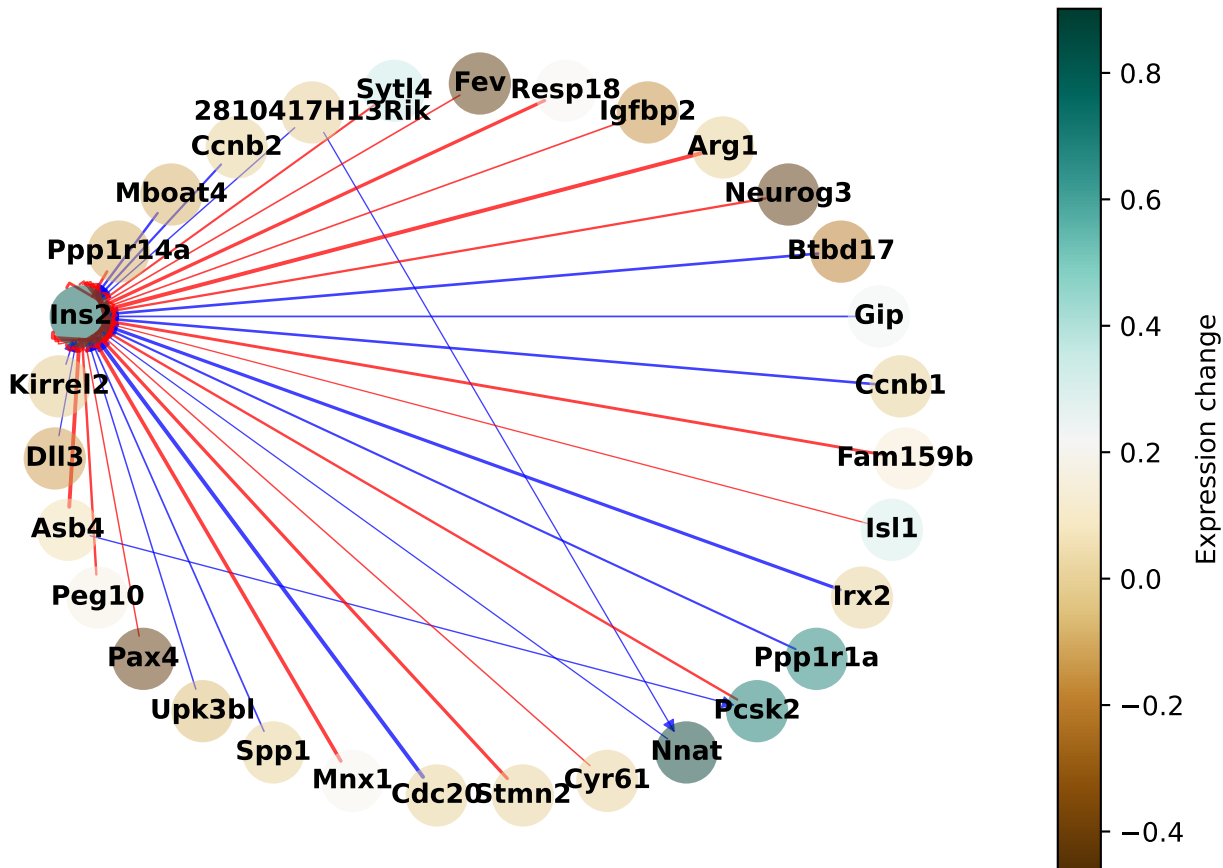 Sytl4
Fev
Resp18
2810417H13Rik
Igfbp2
Ccnb2
Arg1
Mboat4
Neurog3
Ppp1r14a
Btbd17
Ins2
Gip
Kirrel2
Ccnb1
Dll3
Fam159b
Asb4
Isl1
Peg10
Irx2
Pax4
Ppp1r1a
Upk3bl
Pcsk2
Spp1
Nnat
Mnx1
Cyr61
Cdc20
Stmn2
0.8
0.6
0.4
0.2
0.0
−0.2
−0.4
Expression change